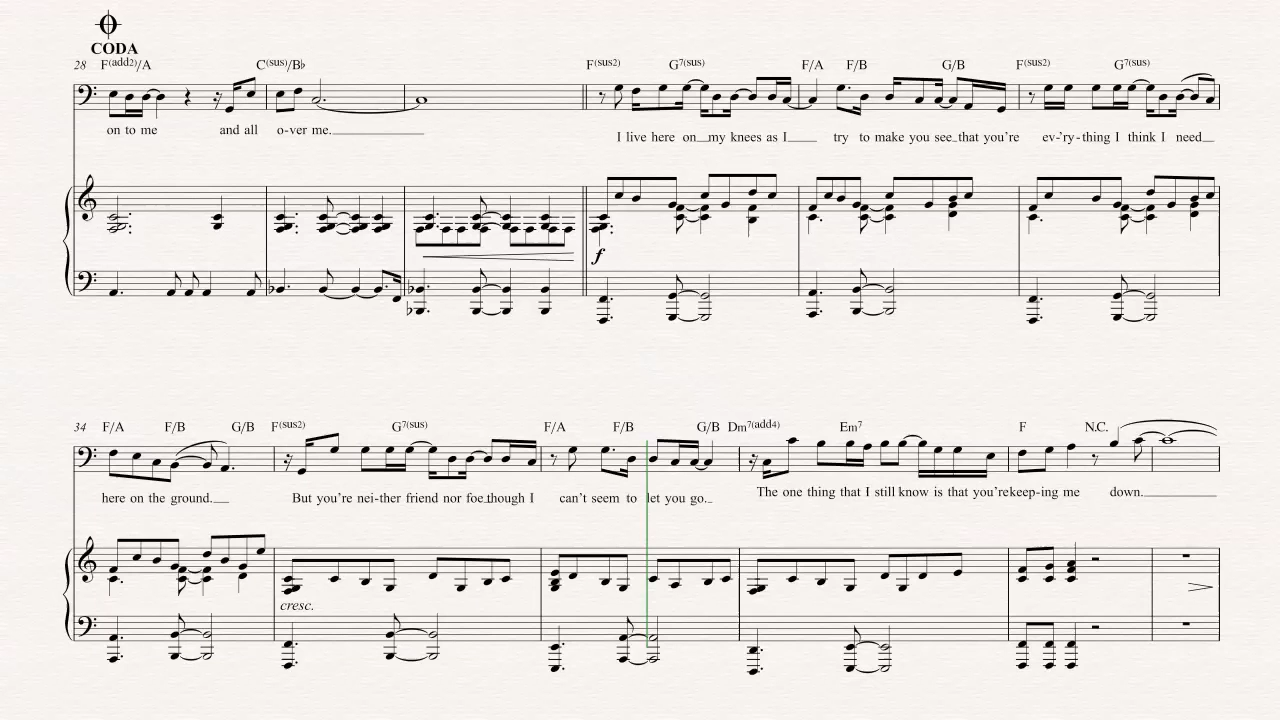 CODA
28 F(add2)/A C(sus)/B♭ F(sus2) G7(sus) F/A F/B G/B F(sus2) G7(sus)
on to me and all o-ver me. I live here on my knees as I try to make you see that you're ev-'ry-thing I think I need
f
34 F/A F/B G/B F(sus2) G7(sus) F/A F/B G/B Dm7(add4) Em7 F N.C.
here on the ground. But you're nei-ther friend nor foe though I can't seem to let you go. The one thing that I still know is that you're keep-ing me down.
cresc.